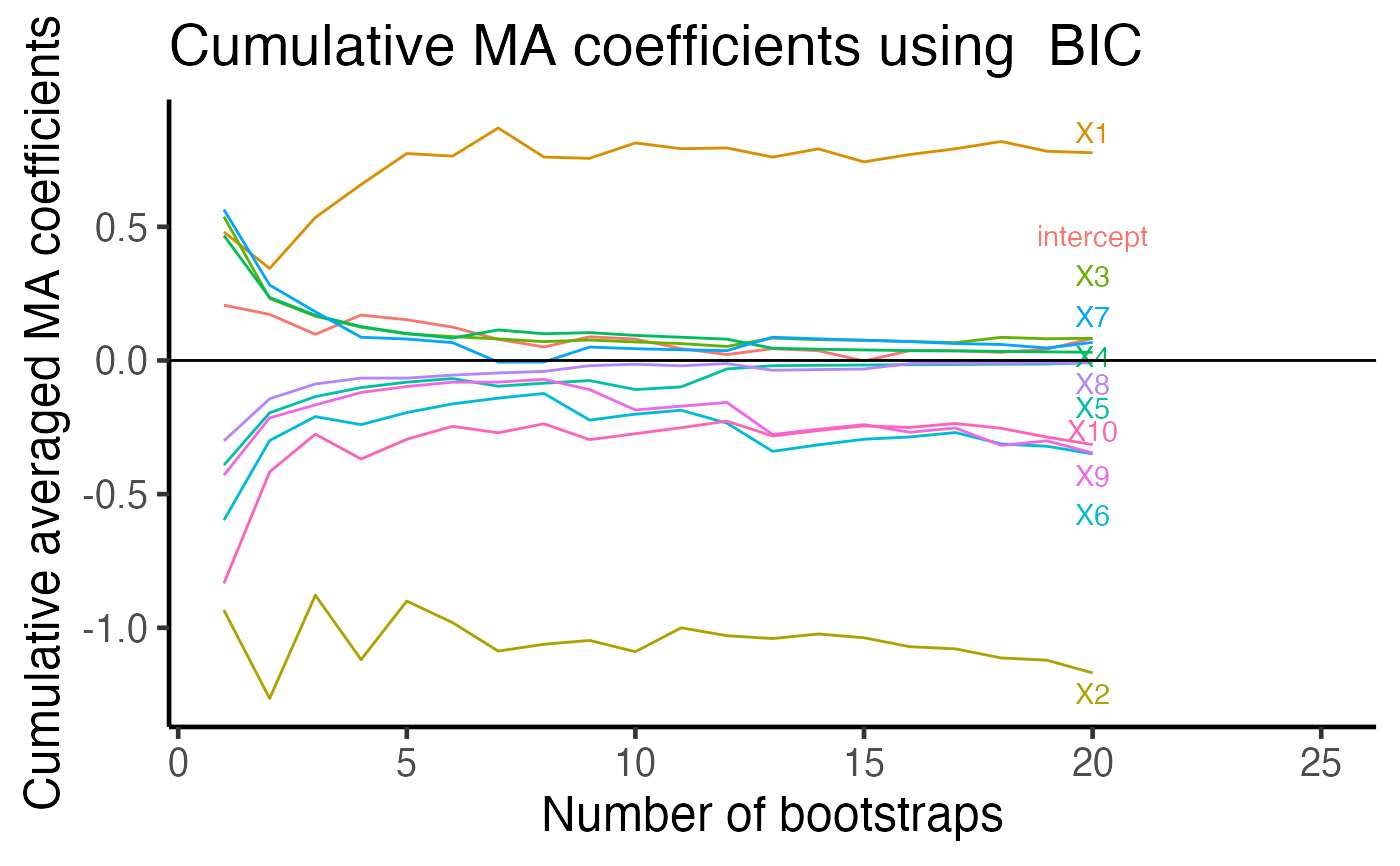 Cumulative MA coefficients using  BIC
Cumulative averaged MA coefficients
0.5
0.0
-0.5
-1.0
X1
intercept
X3
X7
X4
X8
X5
X10
X9
X6
X2
0 5 10 15 20 25
Number of bootstraps